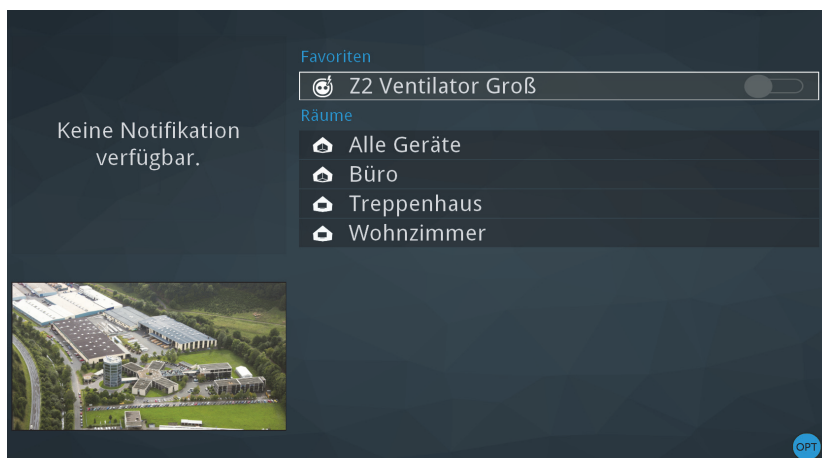 Keine Notifikation
verfügbar.
Favoriten
Z2 Ventilator Groß
Räume
Alle Geräte
Büro
Treppenhaus
Wohnzimmer
OPT